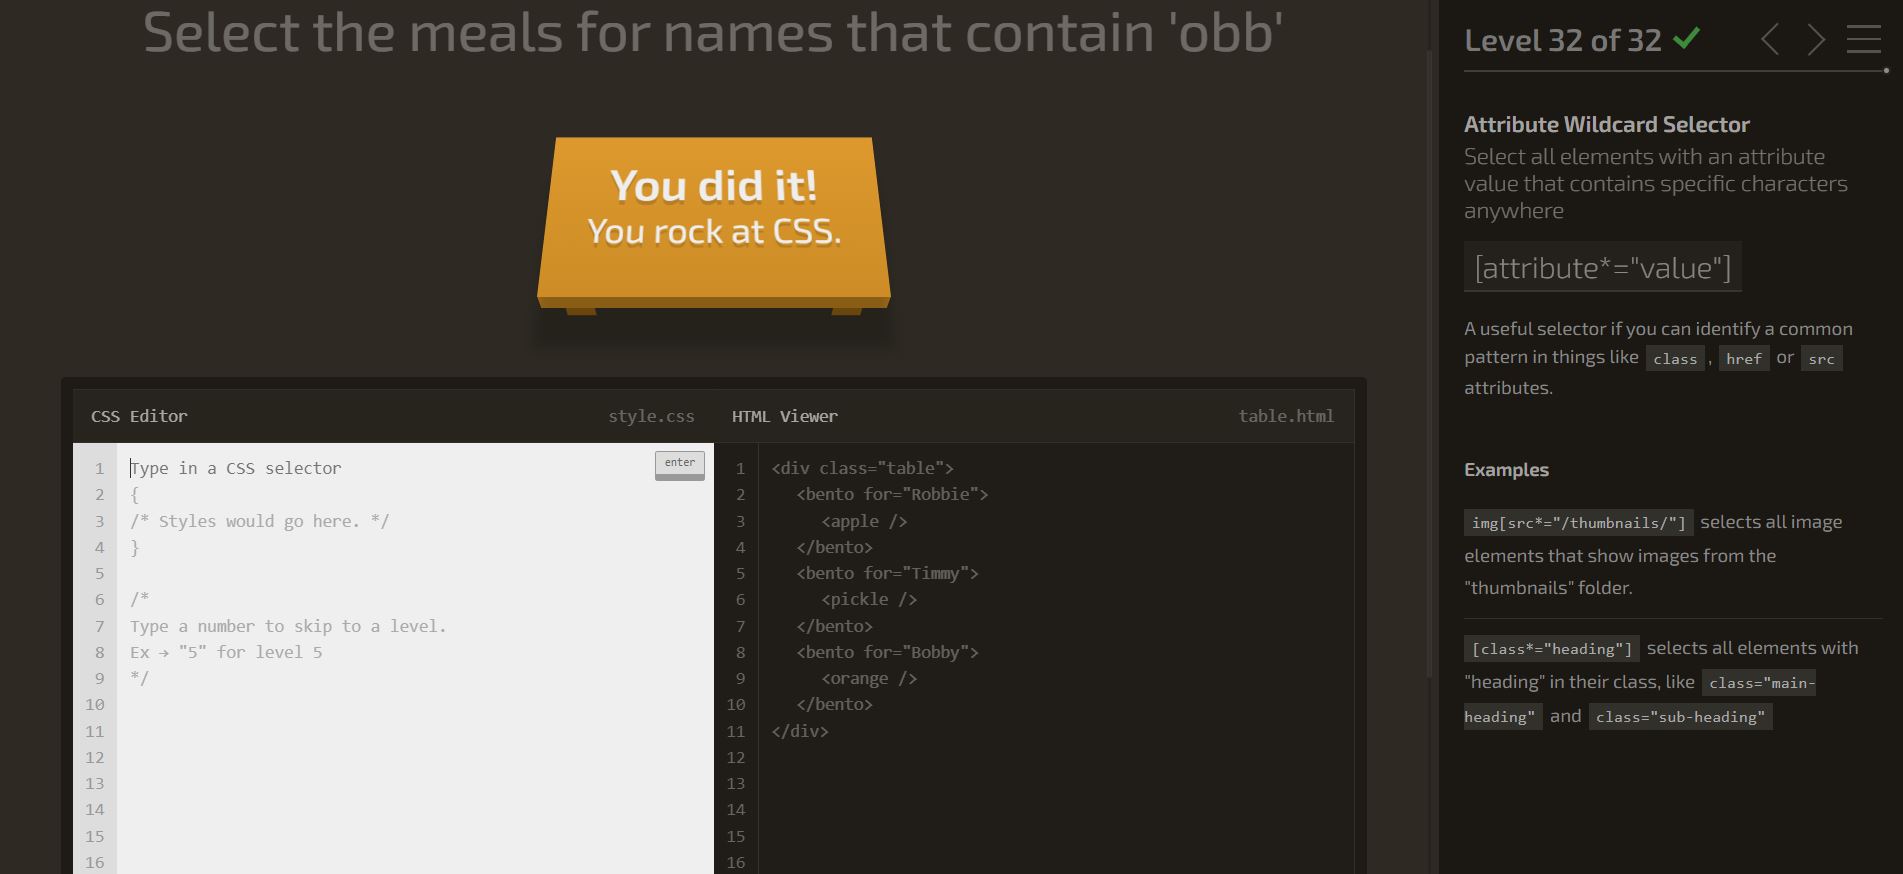 Select the meals for names that contain 'obb'
You did it!
You rock at CSS.
CSS Editor style.css
1 Type in a CSS selector enter
2 {
3 /* Styles would go here. */
4 }
5
6 /*
7 Type a number to skip to a level.
8 Ex → "5" for level 5
9 */
10
11
12
13
14
15
16
HTML Viewer table.html
1 <div class="table">
2 <bento for="Robbie">
3 <apple />
4 </bento>
5 <bento for="Timmy">
6 <pickle />
7 </bento>
8 <bento for="Bobby">
9 <orange />
10 </bento>
11 </div>
12
13
14
15
16
Level 32 of 32
Attribute Wildcard Selector
Select all elements with an attribute
value that contains specific characters
anywhere
[attribute*="value"]
A useful selector if you can identify a common
pattern in things like class , href or src
attributes.
Examples
img[src*="/thumbnails/"] selects all image
elements that show images from the
"thumbnails" folder.
[class*="heading"] selects all elements with
"heading" in their class, like class="main-
heading" and class="sub-heading"